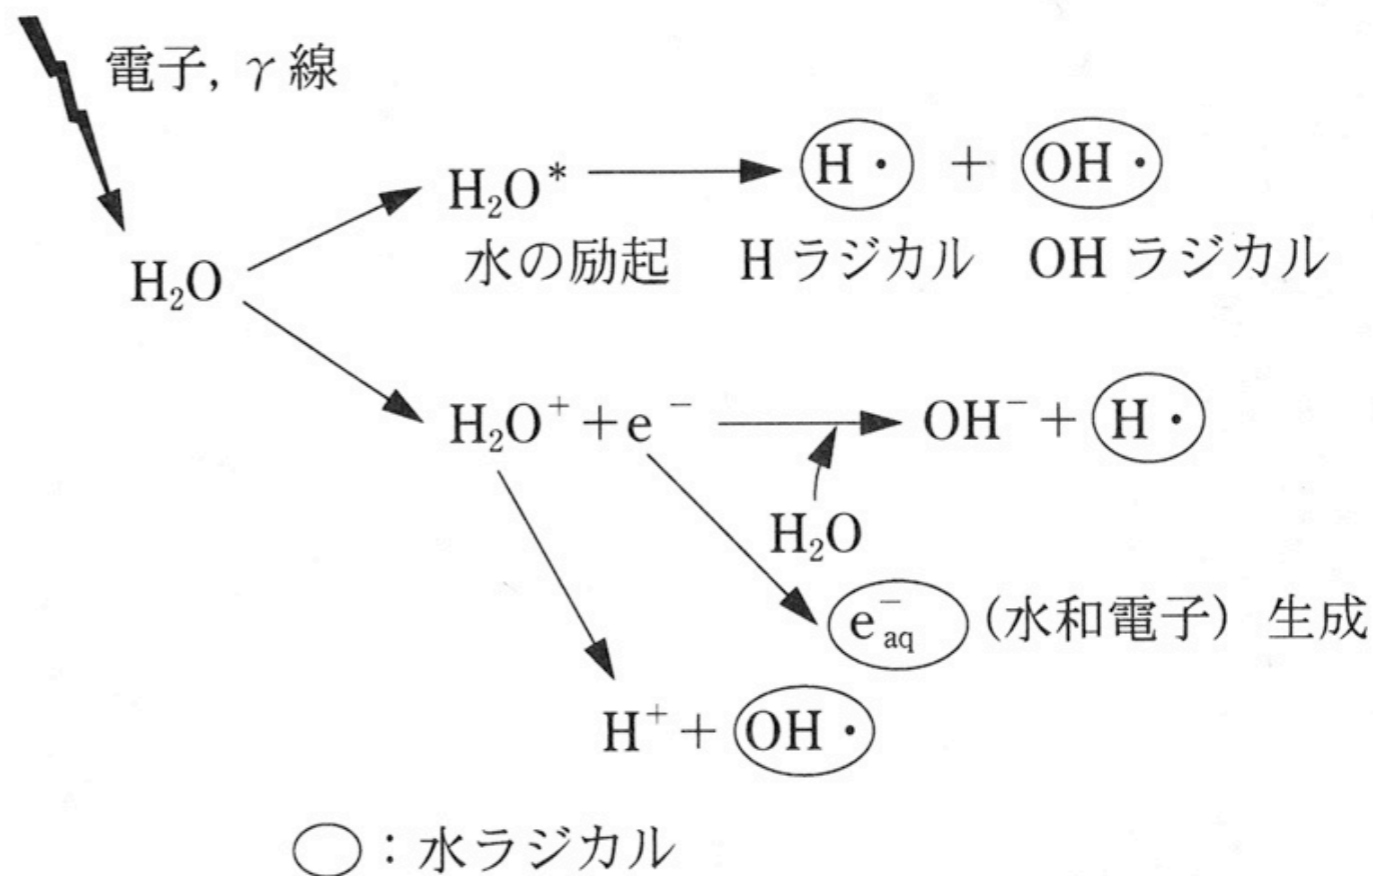 電子, γ線
H₂O* → H・ + OH・
水の励起 Hラジカル OHラジカル
H₂O
H₂O⁺ + e⁻ → OH⁻ + H・
H₂O
e⁻aq (水和電子) 生成
H⁺ + OH・
○:水ラジカル